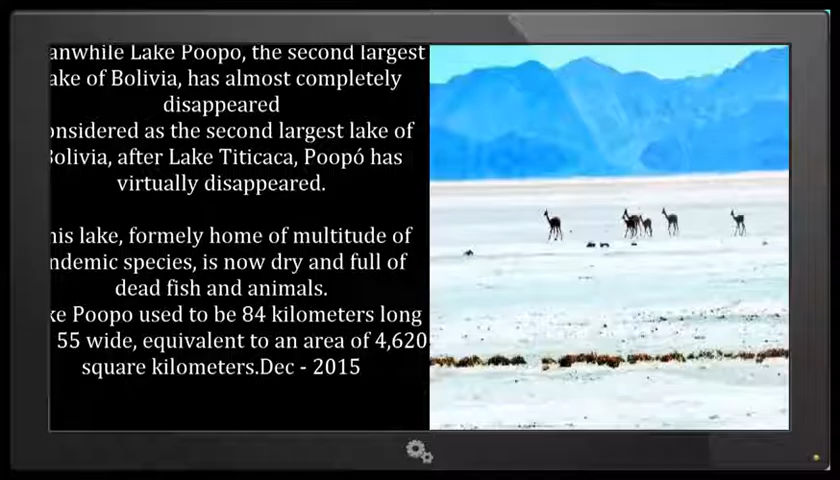 anwhile Lake Poopo, the second largest
ake of Bolivia, has almost completely
disappeared
onsidered as the second largest lake of
Bolivia, after Lake Titicaca, Poopó has
virtually disappeared.
his lake, formely home of multitude of
ndemic species, is now dry and full of
dead fish and animals.
ke Poopo used to be 84 kilometers long
55 wide, equivalent to an area of 4,620
square kilometers.Dec - 2015